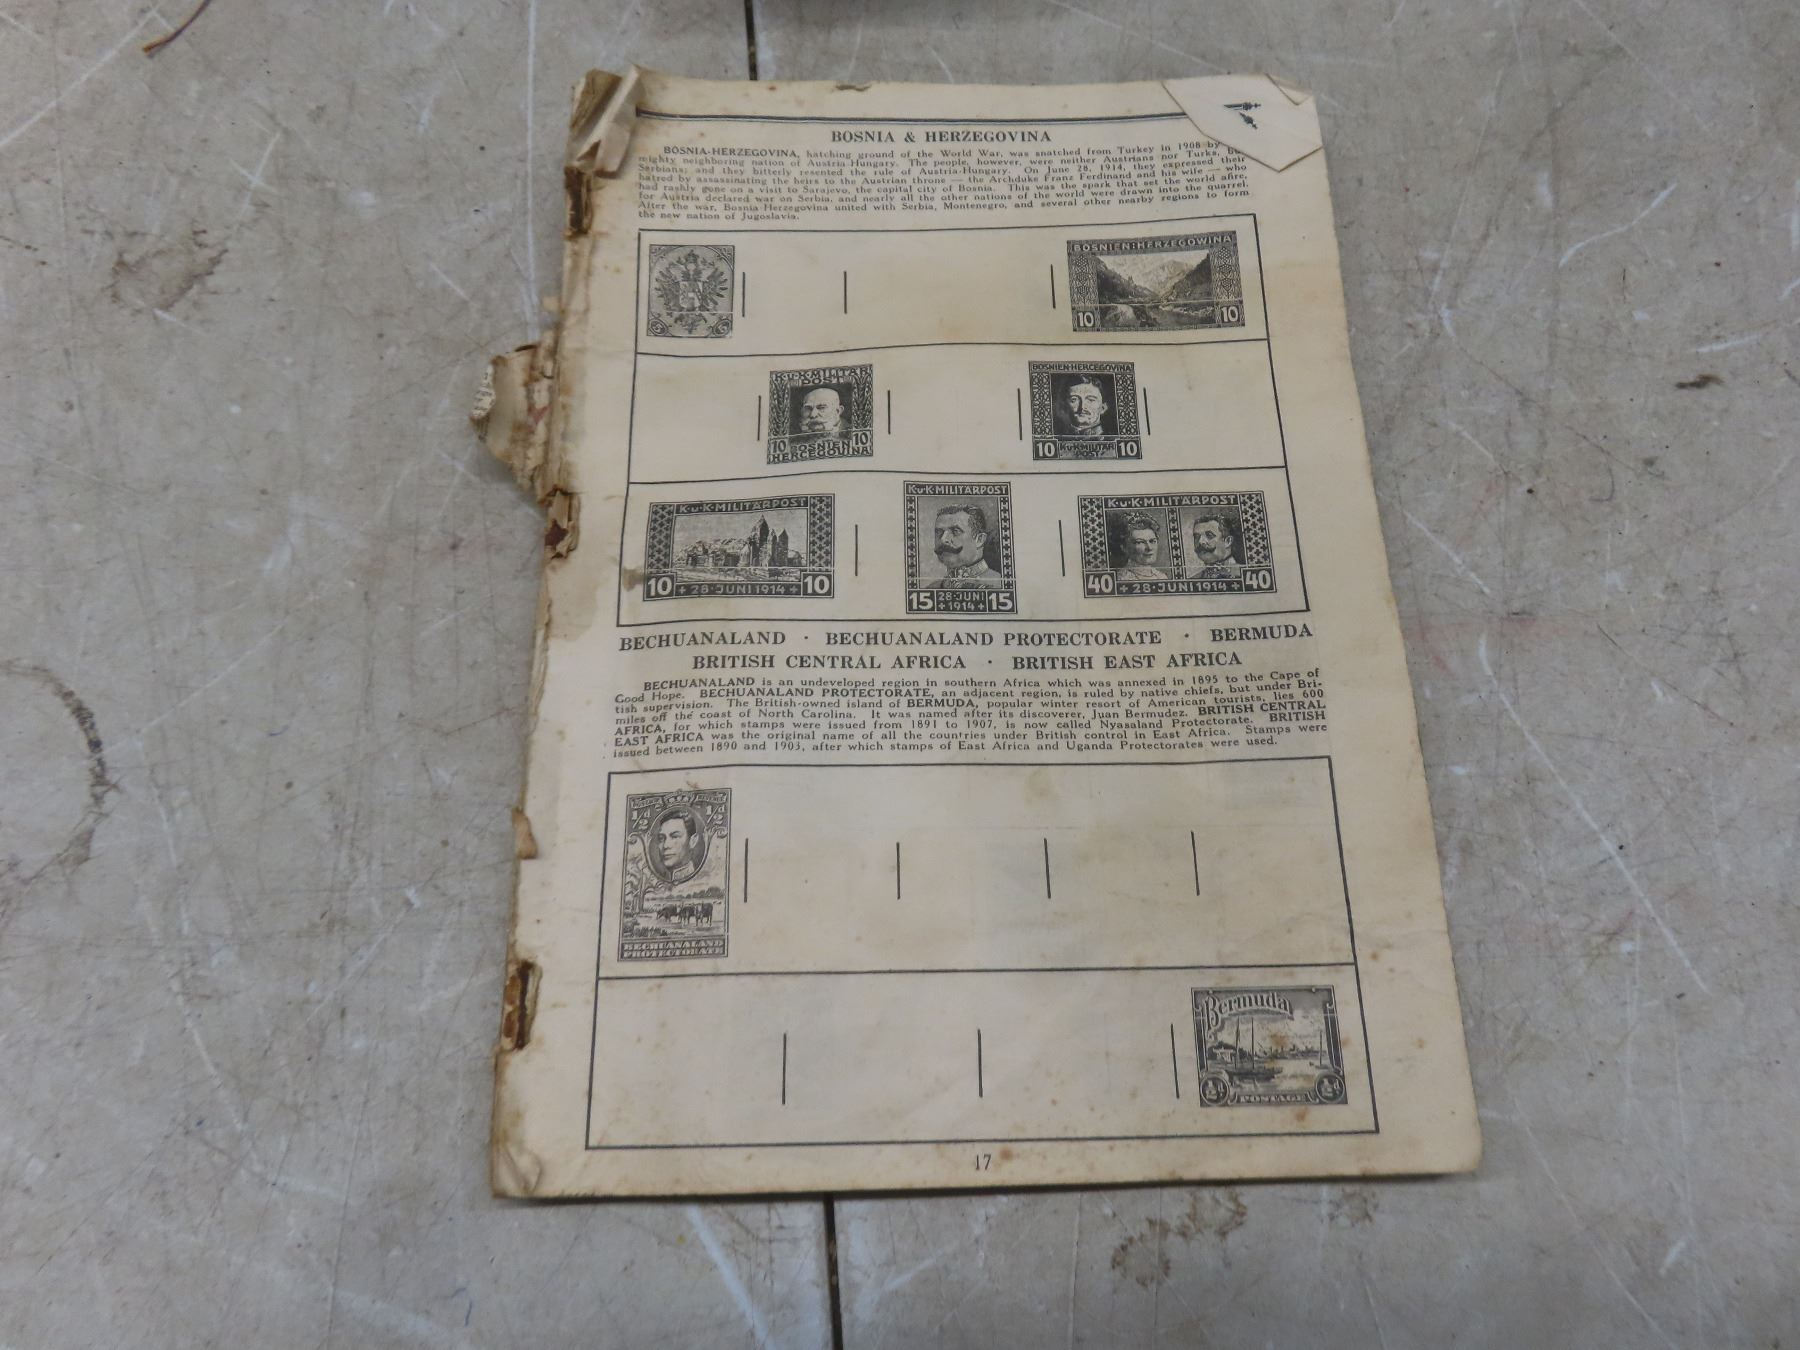 BOSNIA & HERZEGOVINA
BOSNIA-HERZEGOVINA, hatching ground of the World War, was snatched from Turkey in 1908 by
mighty neighboring nation of Austria-Hungary. The people, however, were neither Austrians nor Turks,
Serbians; and they bitterly resented the rule of Austria-Hungary. On June 28, 1914, they expressed their
hatred by assassinating the heirs to the Austrian throne — the Archduke Franz Ferdinand and his wife — who
had rashly gone on a visit to Sarajevo, the capital city of Bosnia. This was the spark that set the world afire,
for Austria declared war on Serbia, and nearly all the other nations of the world were drawn into the quarrel.
After the war, Bosnia-Herzegovina united with Serbia, Montenegro, and several other nearby regions to form
the new nation of Jugoslavia.
BOSNIEN:HERZEGOWINA
10 10
K.u.K.MILITÄR
POST
10 10
BOSNIEN
HERCEGOVINA
BOSNIEN-HERCEGOVINA
10 K.u.K.MILITÄR 10
POST
K.u.K.MILITÄRPOST
10 + 28.JUNI 1914 + 10
K.u.K.MILITÄRPOST
15 28.JUNI 15
+ 1914 +
K.u.K.MILITÄRPOST
40 + 28.JUNI 1914 + 40
BECHUANALAND · BECHUANALAND PROTECTORATE · BERMUDA
BRITISH CENTRAL AFRICA · BRITISH EAST AFRICA
BECHUANALAND is an undeveloped region in southern Africa which was annexed in 1895 to the Cape of
Good Hope. BECHUANALAND PROTECTORATE, an adjacent region, is ruled by native chiefs, but under Bri-
tish supervision. The British-owned island of BERMUDA, popular winter resort of American tourists, lies 600
miles off the coast of North Carolina. It was named after its discoverer, Juan Bermudez. BRITISH CENTRAL
AFRICA, for which stamps were issued from 1891 to 1907, is now called Nyasaland Protectorate. BRITISH
EAST AFRICA was the original name of all the countries under British control in East Africa. Stamps were
issued between 1890 and 1903, after which stamps of East Africa and Uganda Protectorates were used.
POSTAGE REVENUE
1/2d 1/2d
BECHUANALAND
PROTECTORATE
Bermuda
1/2d POSTAGE 1/2d
17